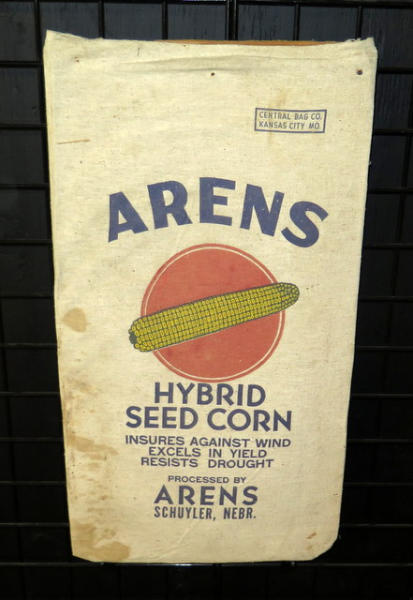 CENTRAL BAG CO.
KANSAS CITY MO.
ARENS
HYBRID
SEED CORN
INSURES AGAINST WIND
EXCELS IN YIELD
RESISTS DROUGHT
PROCESSED BY
ARENS
SCHUYLER, NEBR.